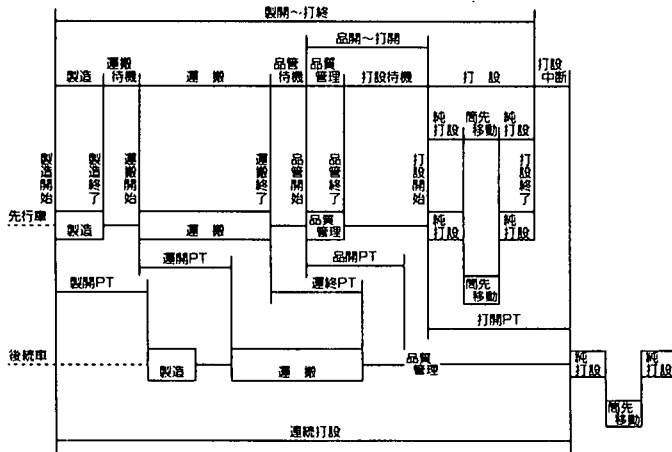 製開～打終
品開～打開
製造
運搬
待機
運 搬
品管
待機
品質
管理
打設待機
打 設
打設
中断
純
打設
筒先
移動
純
打設
製造開始
製造終了
運搬開始
運搬終了
品管開始
品管終了
打設開始
打設終了
先行車
製造
運 搬
品質
管理
純
打設
筒先
移動
純
打設
運開PT
品開PT
製開PT
運終PT
打開PT
後続車
製造
運 搬
品質
管理
純
打設
筒先
移動
純
打設
連続打設